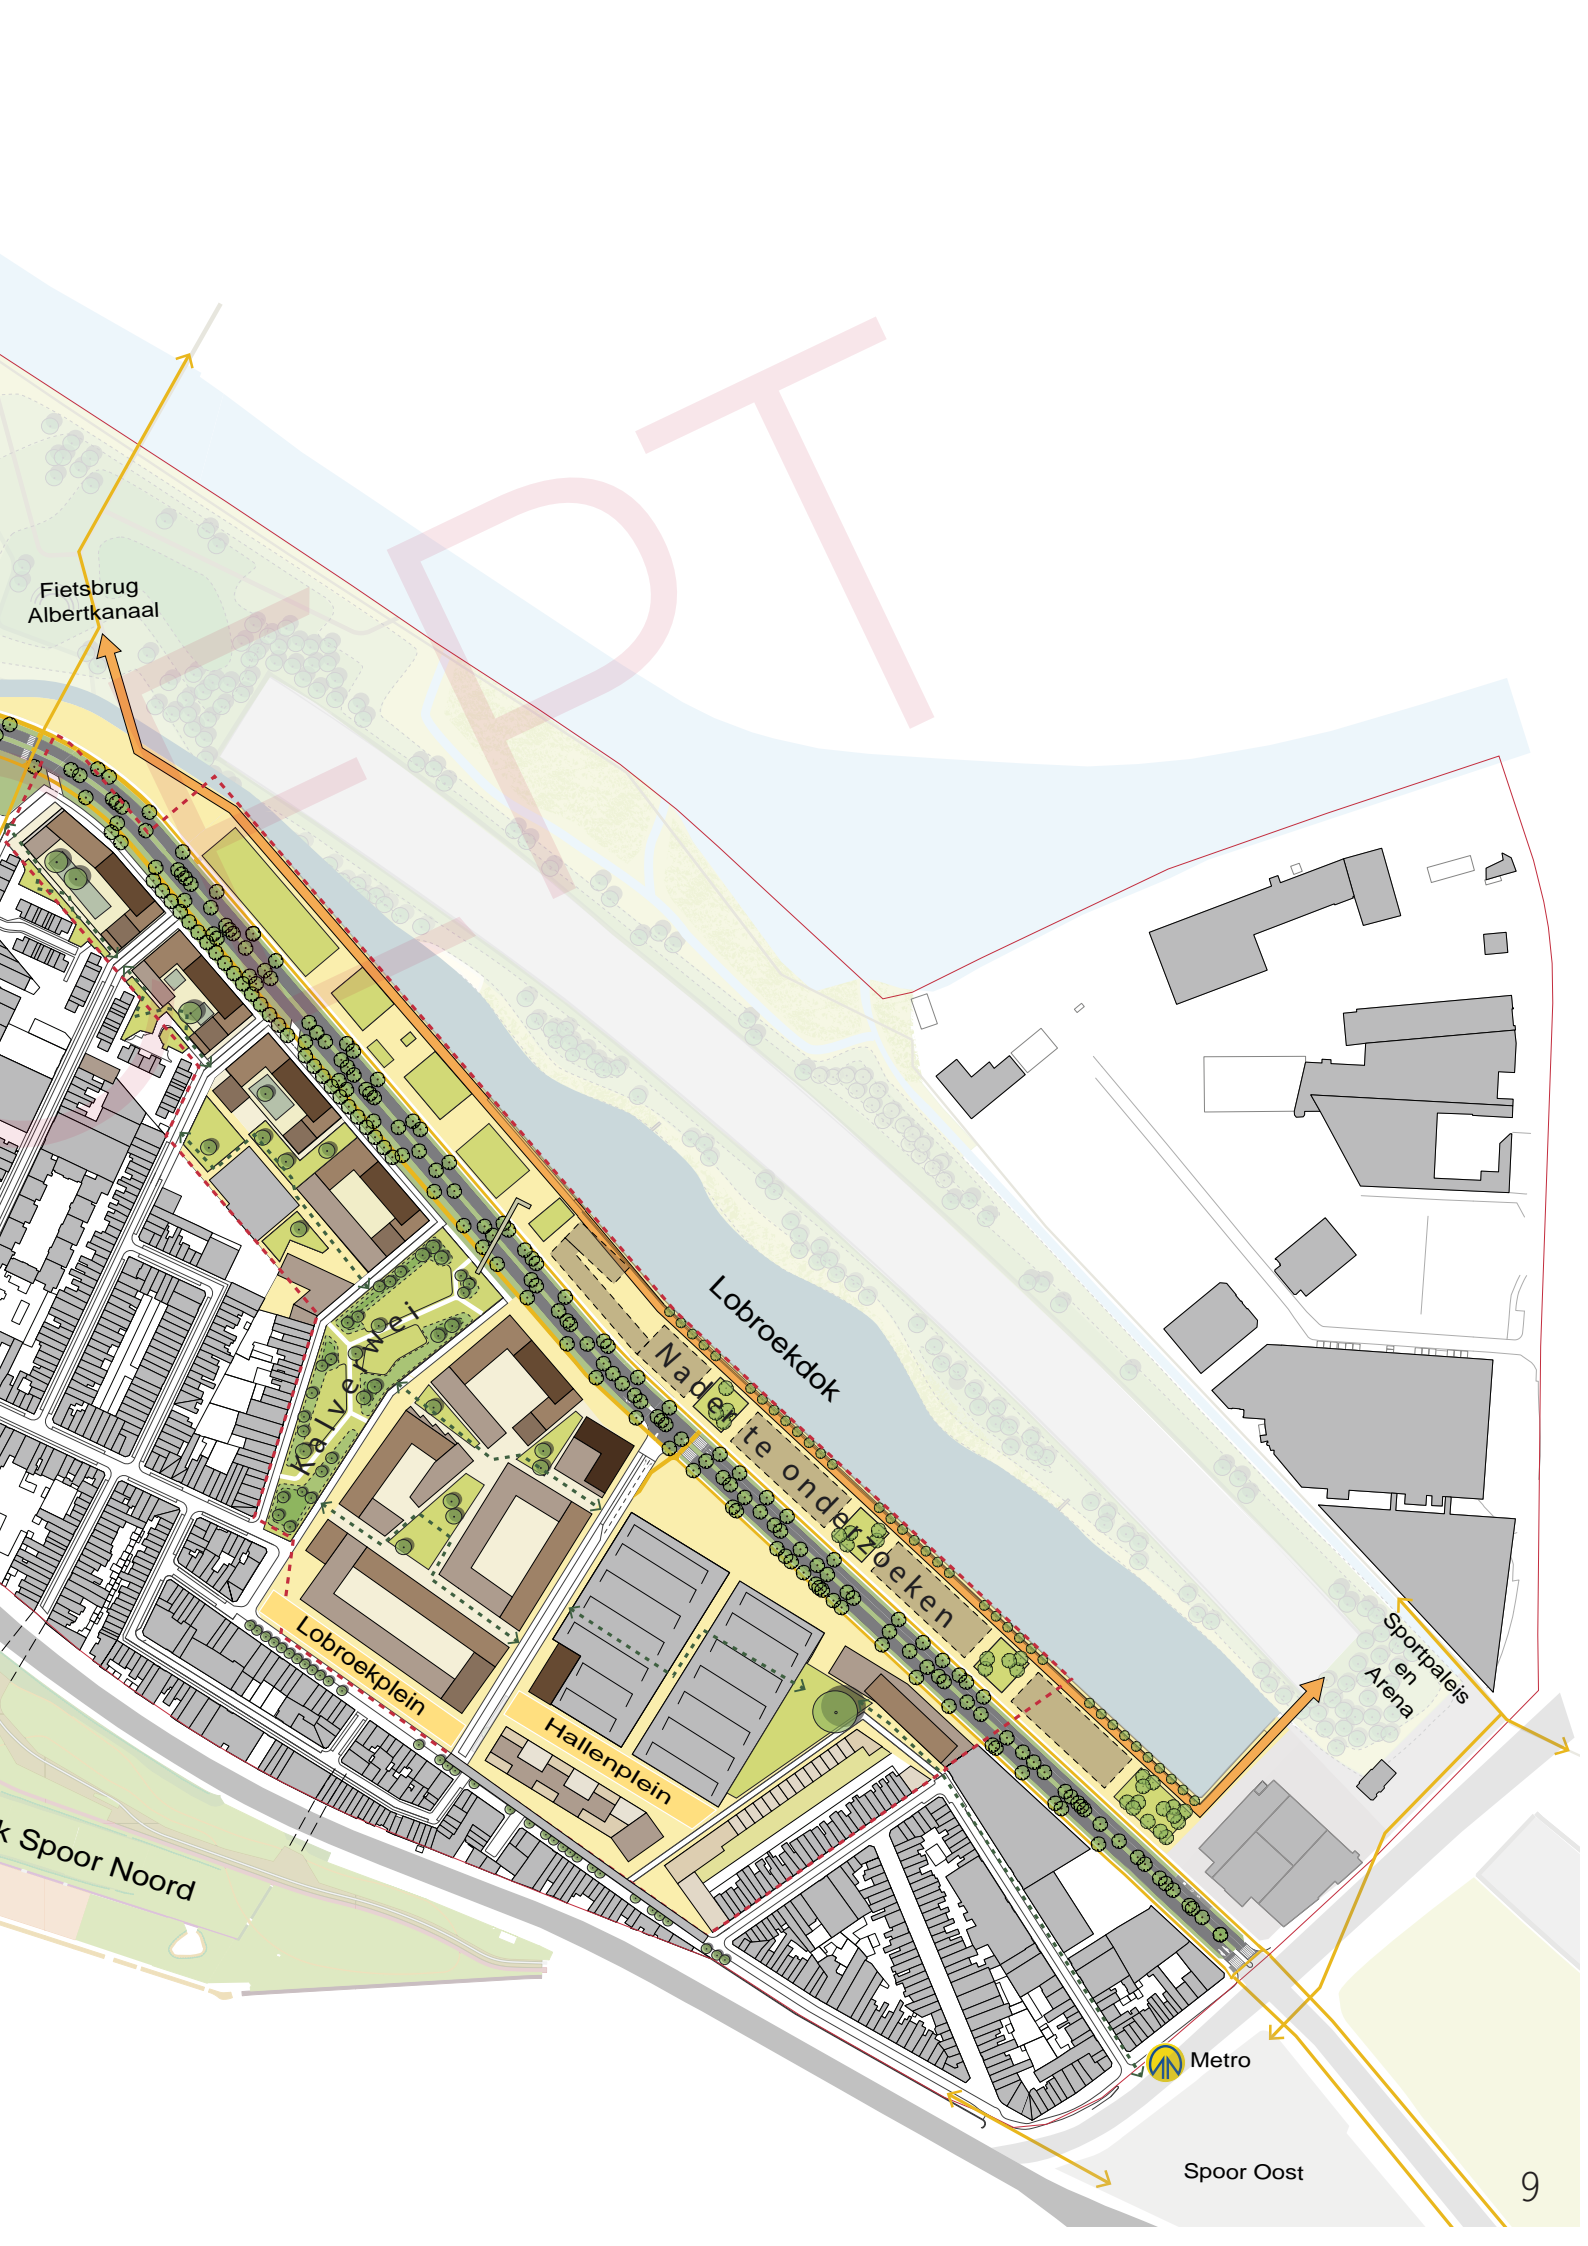 Fietsbrug
Albertkanaal
Lobroekdok
Kalverwei
Nader te onderzoeken
Lobroekplein
Hallenplein
Sportpaleis
en
Arena
k Spoor Noord
Metro
Spoor Oost
9